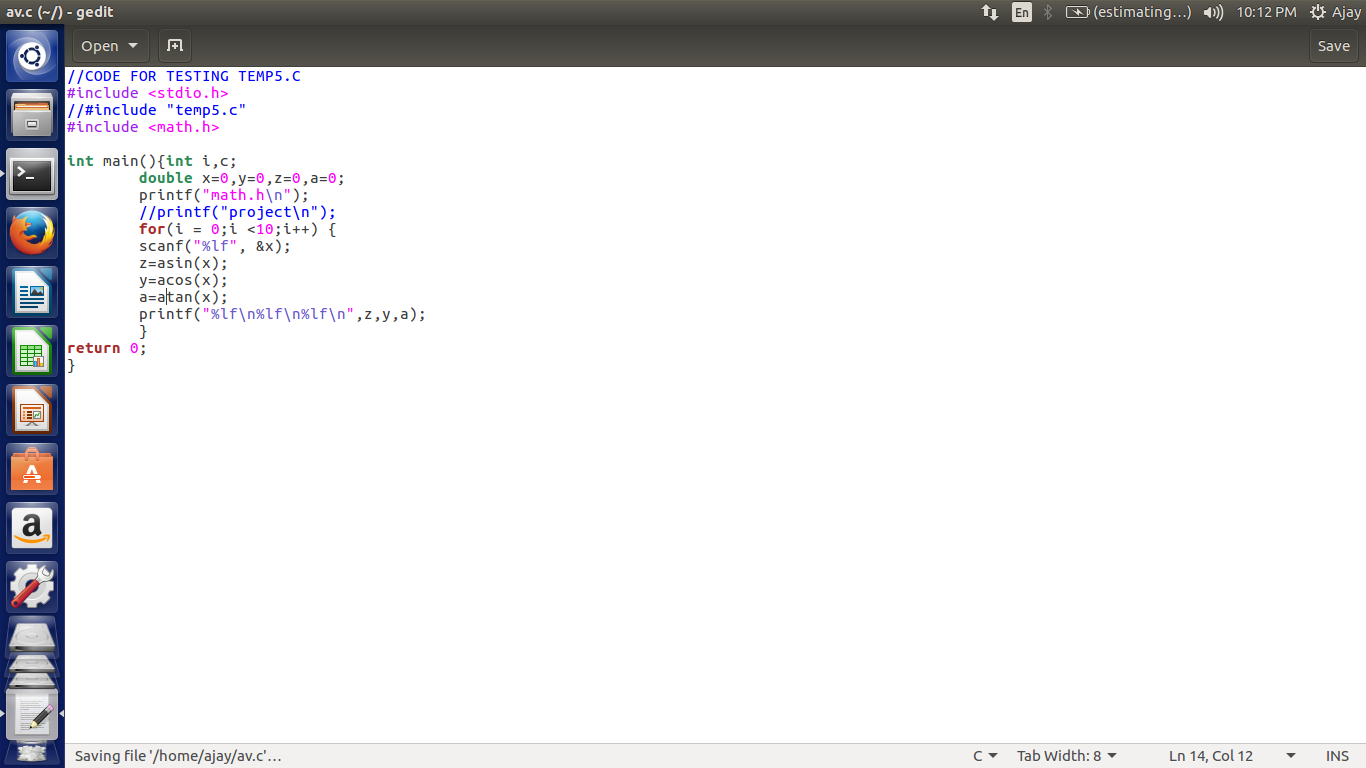 av.c (~/) - gedit
En (estimating...) 10:12 PM Ajay
Open Save
//CODE FOR TESTING TEMP5.C
#include <stdio.h>
//#include "temp5.c"
#include <math.h>
int main(){int i,c;
double x=0,y=0,z=0,a=0;
printf("math.h\n");
//printf("project\n");
for(i = 0;i <10;i++) {
scanf("%lf", &x);
z=asin(x);
y=acos(x);
a=atan(x);
printf("%lf\n%lf\n%lf\n",z,y,a);
}
return 0;
}
Saving file '/home/ajay/av.c'... C Tab Width: 8 Ln 14, Col 12 INS